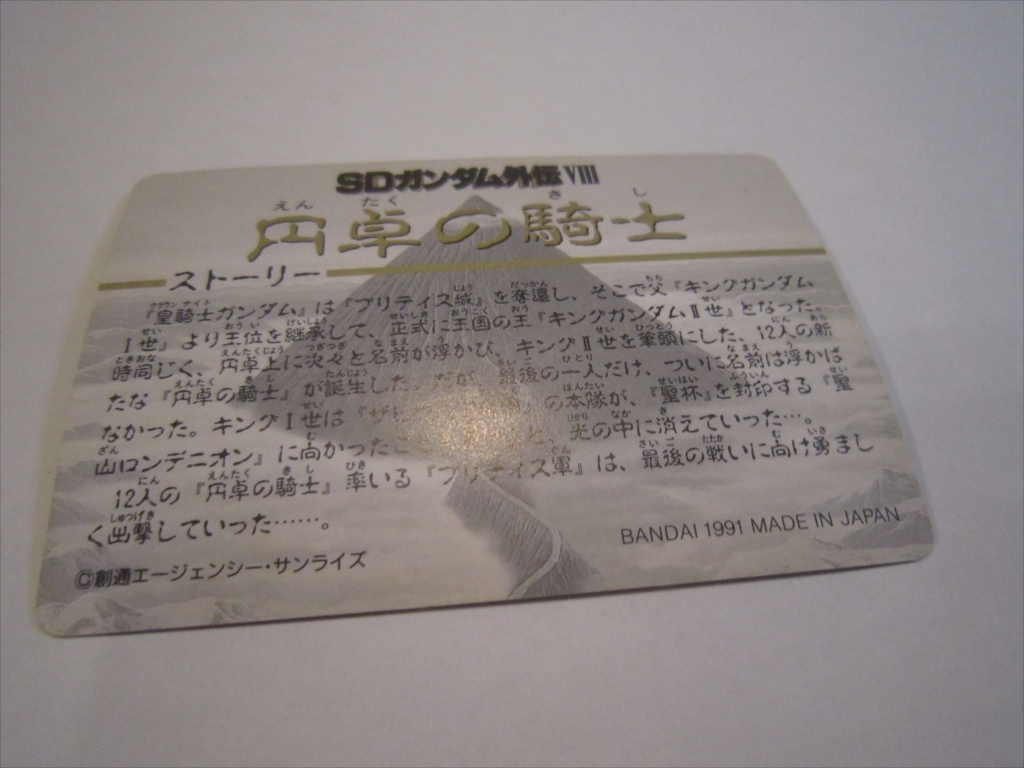 SDガンダム外伝VIII
円卓の騎士
えん たく き し
ストーリー
『皇騎士ガンダム』は『ブリティス城』を奪還し、そこで父『キングガンダム
I世』より王位を継承して、正式に王国の王『キングガンダムII世』となった。
時同じく、円卓上に次々と名前が浮かび、キングII世を筆頭にした、12人の新
たな『円卓の騎士』が誕生した。だが、最後の一人だけ、ついに名前は浮かば
なかった。キングI世は『ザ の本隊が、『聖杯』を封印する『聖
山ロンデニオン』に向かったこ と、光の中に消えていった…。
12人の『円卓の騎士』率いる『ブリティス軍』は、最後の戦いに向け勇まし
く出撃していった……。
©創通エージェンシー・サンライズ
BANDAI 1991 MADE IN JAPAN